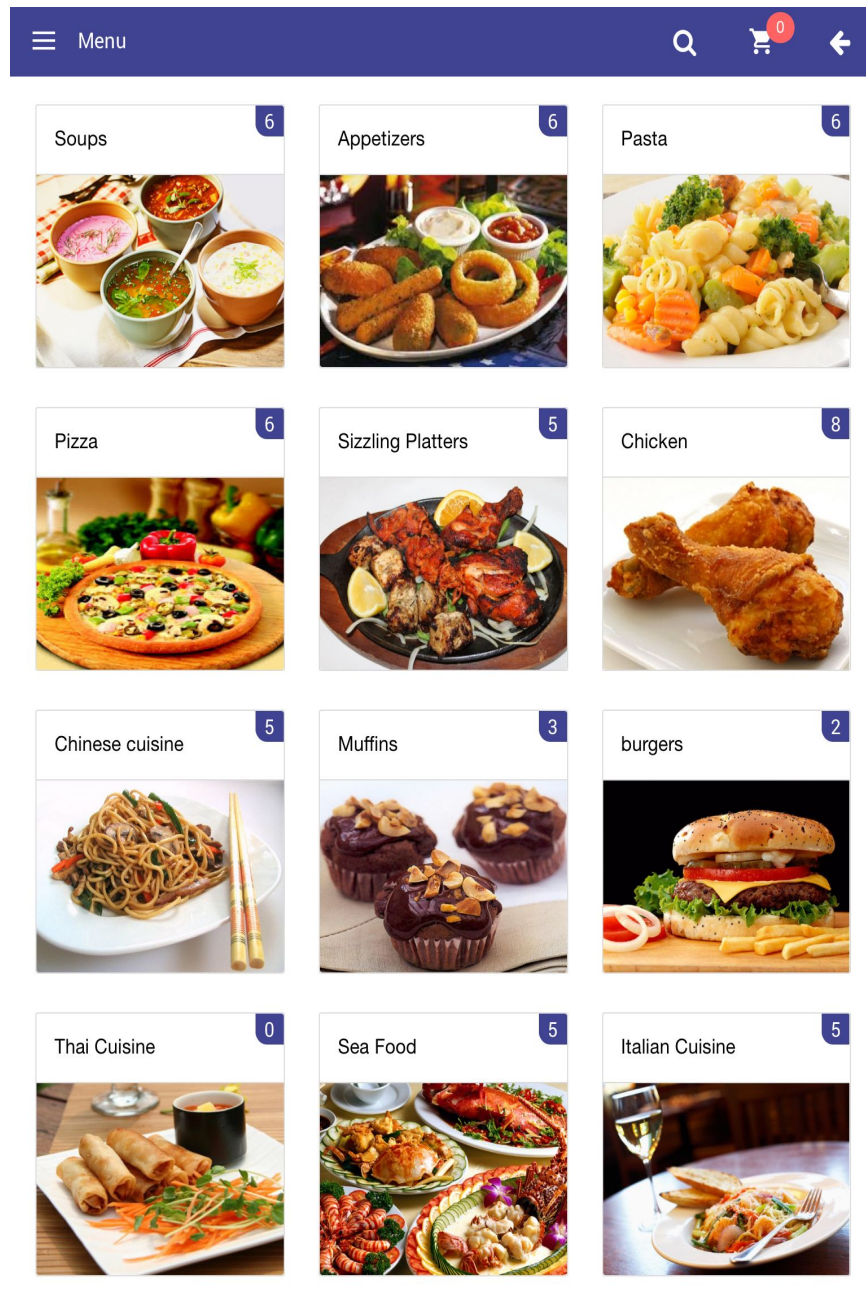 Menu
0
Soups
6
Appetizers
6
Pasta
6
Pizza
6
Sizzling Platters
5
Chicken
8
Chinese cuisine
5
Muffins
3
burgers
2
Thai Cuisine
0
Sea Food
5
Italian Cuisine
5